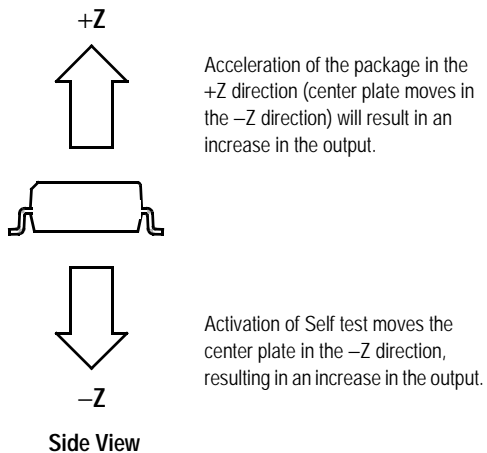 +Z
Acceleration of the package in the
+Z direction (center plate moves in
the –Z direction) will result in an
increase in the output.
Activation of Self test moves the
center plate in the –Z direction,
resulting in an increase in the output.
–Z
Side View